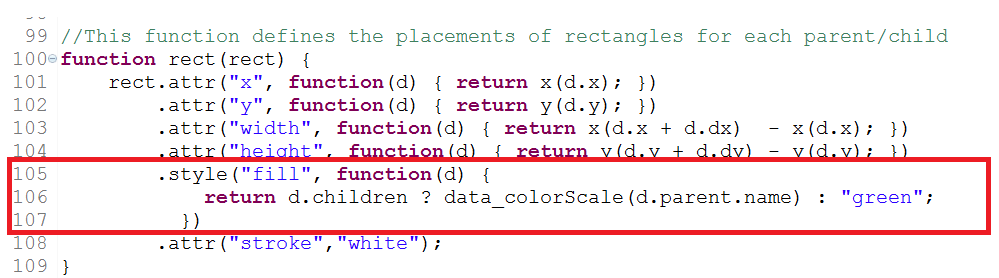 99 //This function defines the placements of rectangles for each parent/child
100 function rect(rect) {
101 rect.attr("x", function(d) { return x(d.x); })
102 .attr("y", function(d) { return y(d.y); })
103 .attr("width", function(d) { return x(d.x + d.dx) - x(d.x); })
104 .attr("height", function(d) { return y(d.y + d.dy) - y(d.y); })
105 .style("fill", function(d) {
106 return d.children ? data_colorScale(d.parent.name) : "green";
107 })
108 .attr("stroke","white");
109 }